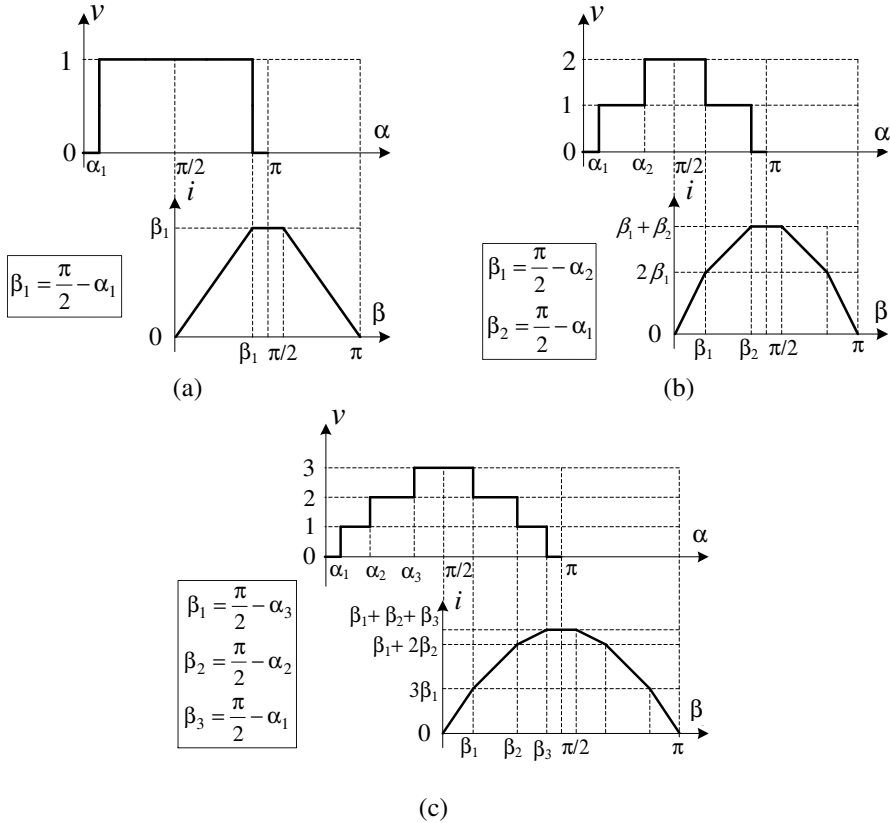 v
1
0
α
α₁
π/2
π
i
β₁
0
β
β₁
π/2
π
β₁ = π/2 − α₁
(a)
v
2
1
0
α
α₁
α₂
π/2
π
i
β₁ + β₂
2β₁
0
β
β₁
β₂
π/2
π
β₁ = π/2 − α₂
β₂ = π/2 − α₁
(b)
v
3
2
1
0
α
α₁
α₂
α₃
π/2
π
i
β₁ + β₂ + β₃
β₁ + 2β₂
3β₁
0
β
β₁
β₂
β₃
π/2
π
β₁ = π/2 − α₃
β₂ = π/2 − α₂
β₃ = π/2 − α₁
(c)